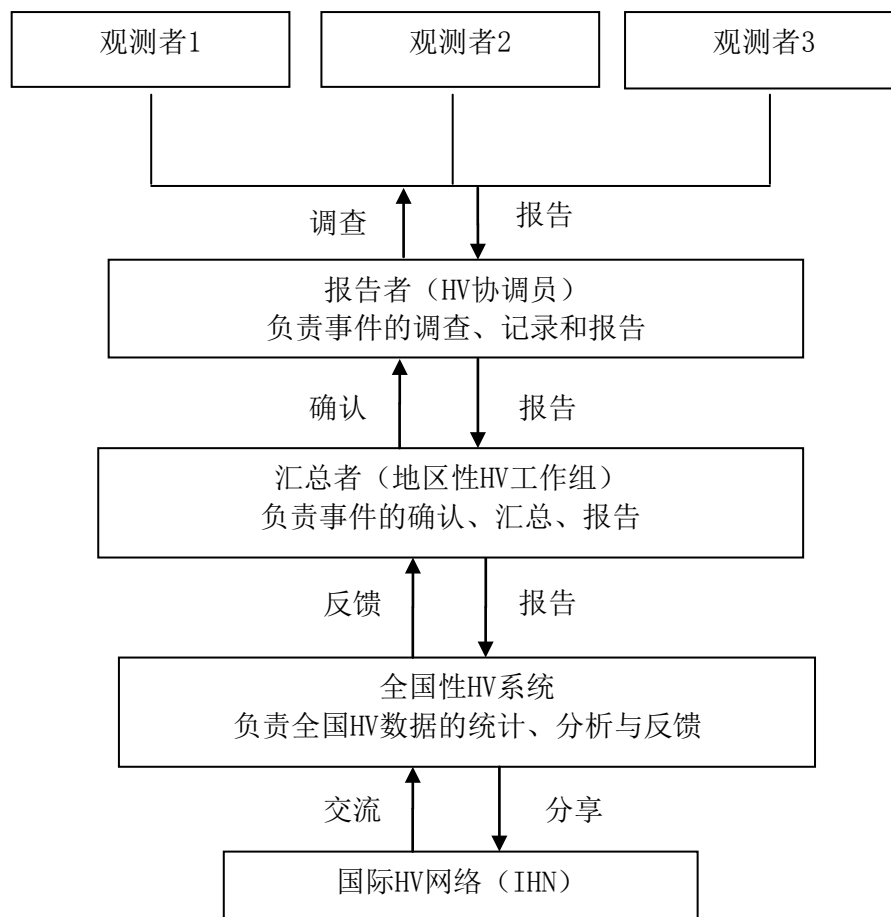 观测者1
观测者2
观测者3
调查
报告
报告者（HV协调员）
负责事件的调查、记录和报告
确认
报告
汇总者（地区性HV工作组）
负责事件的确认、汇总、报告
反馈
报告
全国性HV系统
负责全国HV数据的统计、分析与反馈
交流
分享
国际HV网络（IHN）